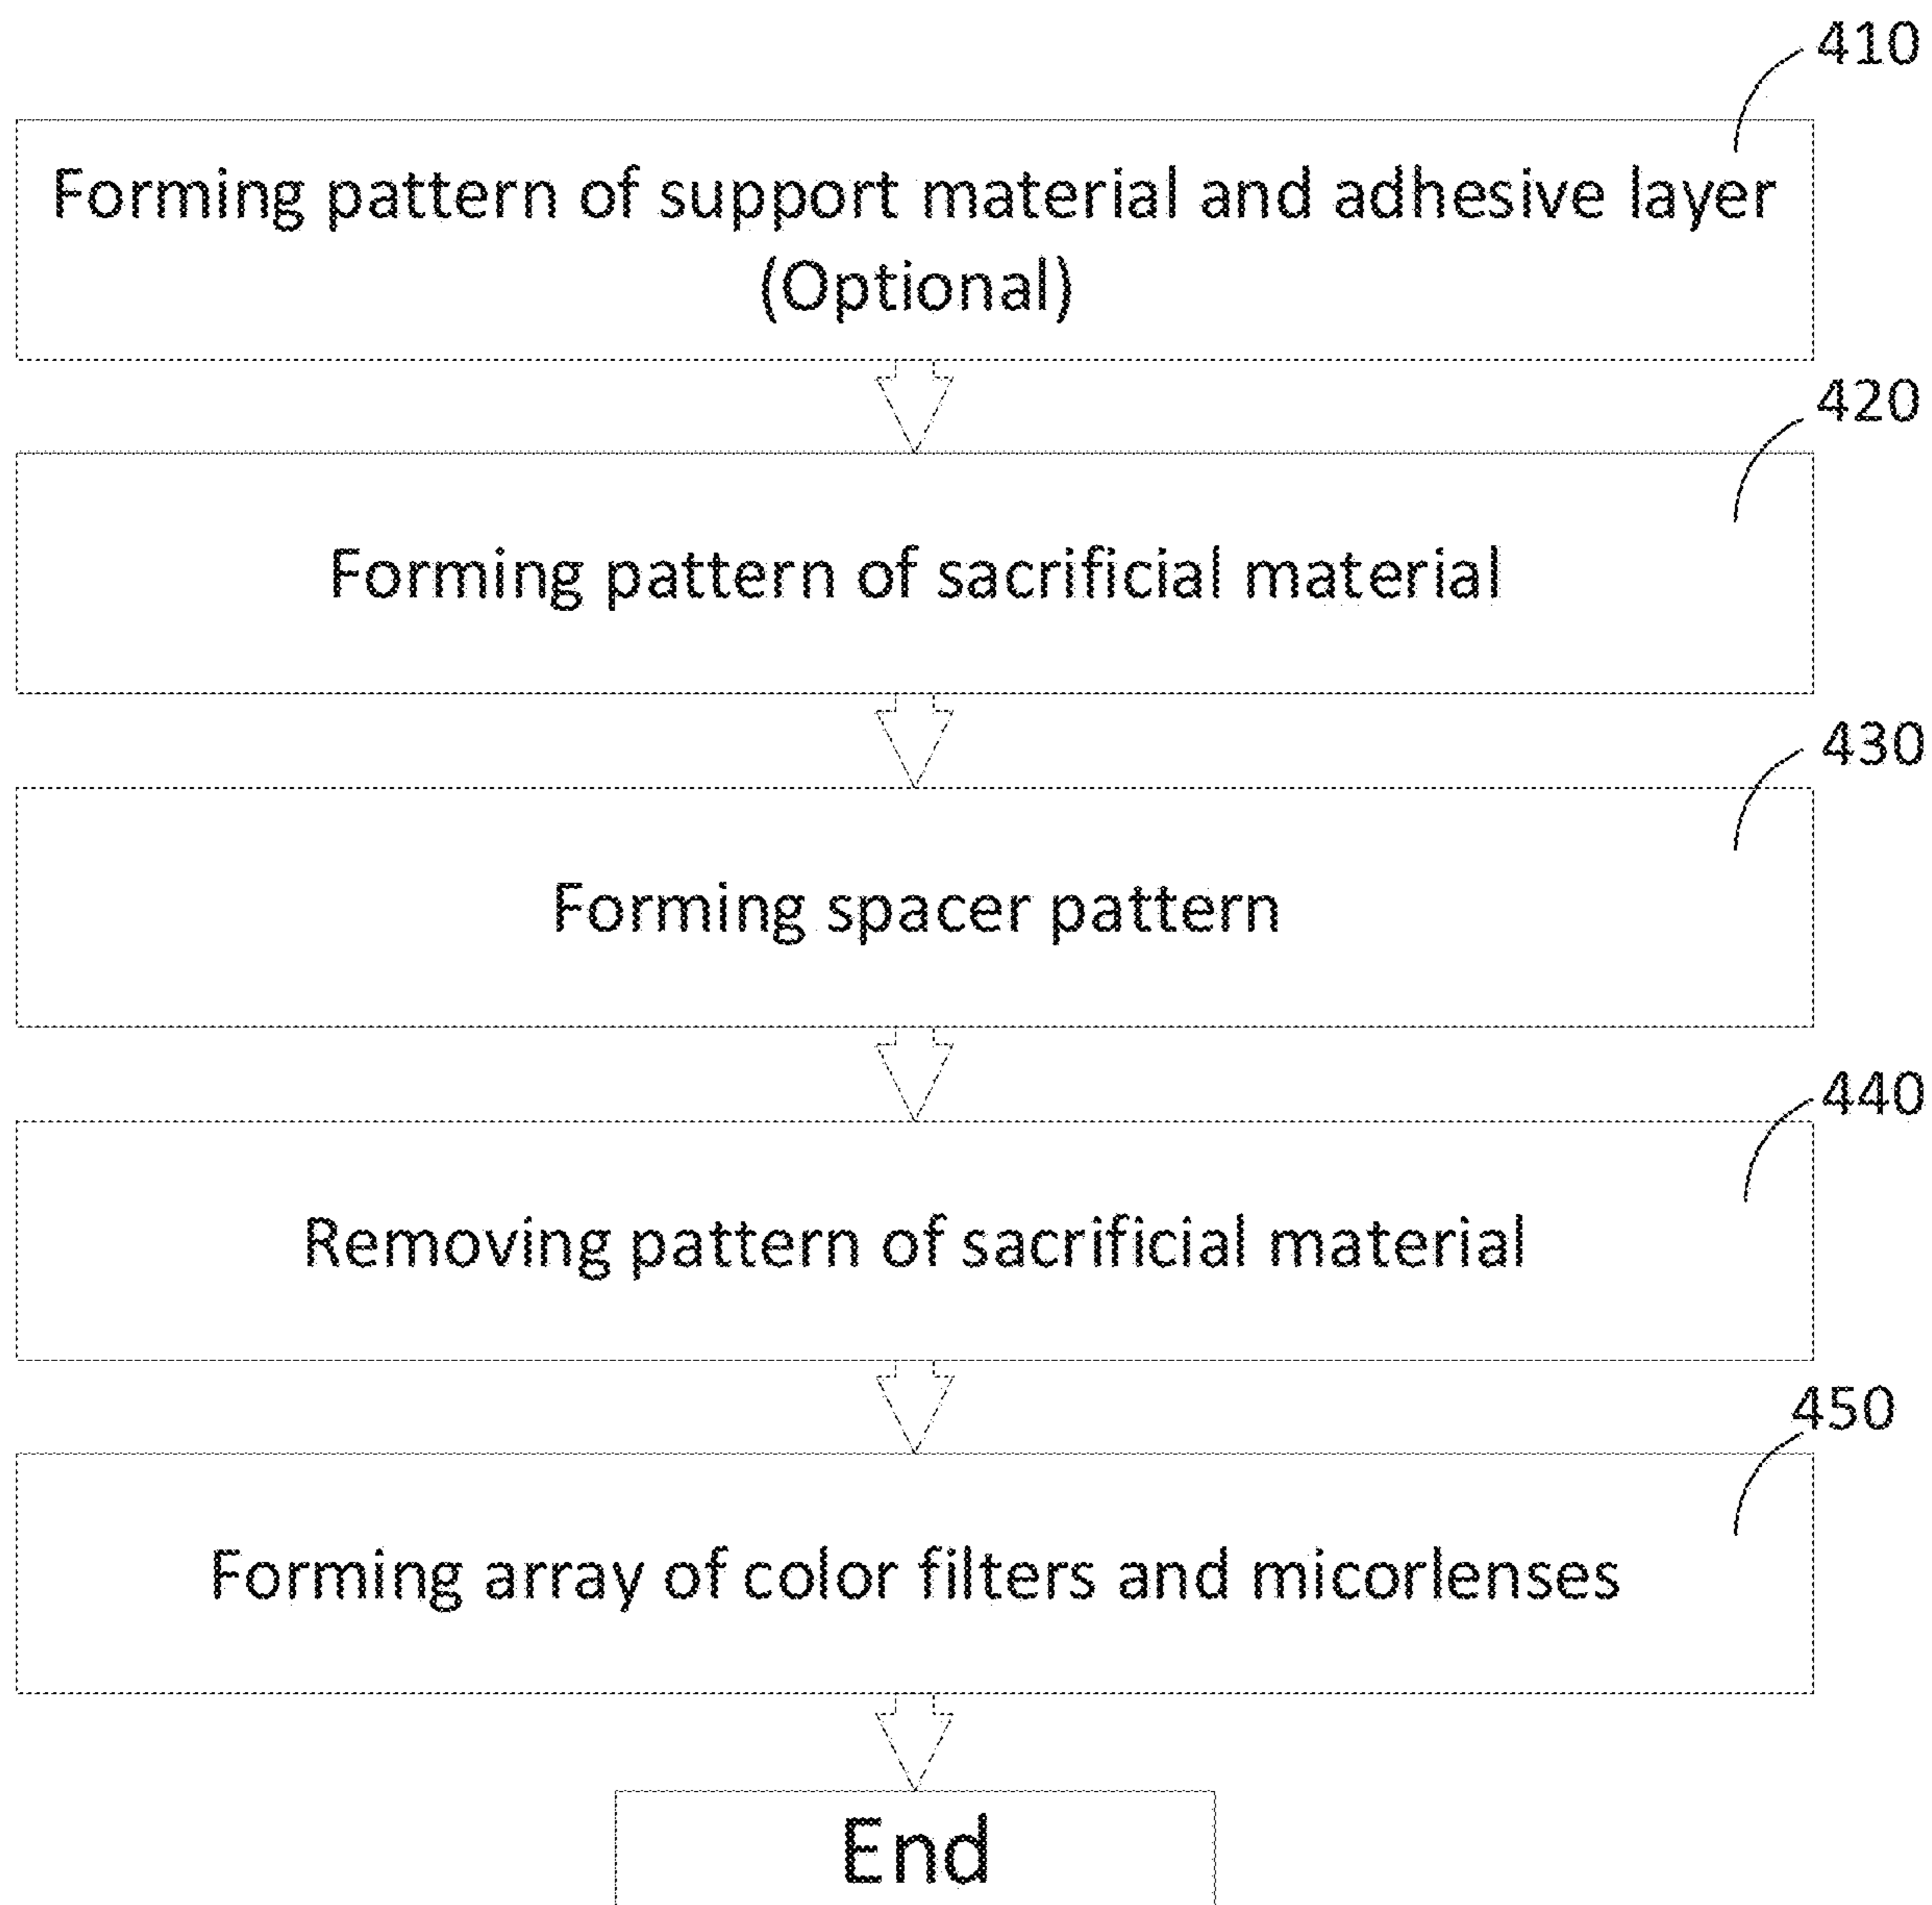 410
Forming pattern of support material and adhesive layer
(Optional)
420
Forming pattern of sacrificial material
430
Forming spacer pattern
440
Removing pattern of sacrificial material
450
Forming array of color filters and micorlenses
End